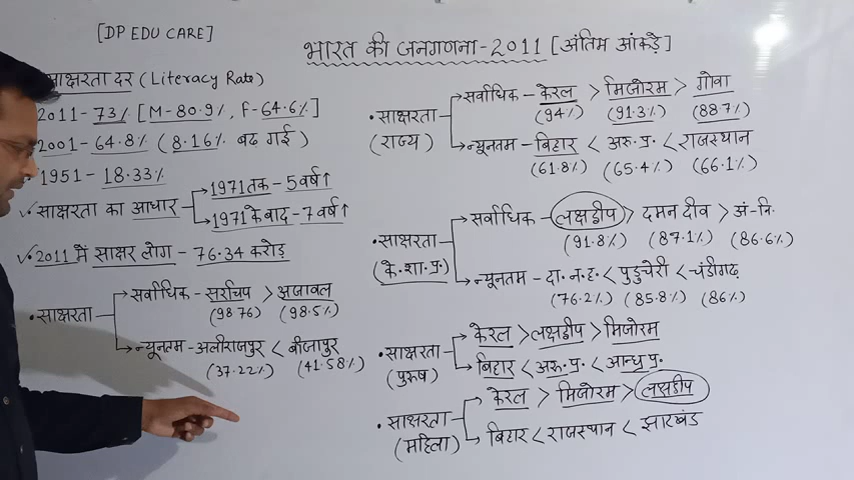 [DP EDU CARE]
भारत की जनगणना-2011 [अंतिम आंकड़े]
साक्षरता दर (Literacy Rate)
2011- 73% [M-80.9%, F-64.6%]
2001- 64.8% (8.16% बढ़ गई)
• 1951 - 18.33%
✓ साक्षरता का आधार → 1971 तक - 5 वर्ष ↑
→ 1971 के बाद - 7 वर्ष ↑
✓ • 2011 में साक्षर लोग - 76.34 करोड़
• साक्षरता → सर्वाधिक - सरचिप > अजावल
(98.76) (98.5%)
→ न्यूनतम - अलीराजपुर < बीजापुर
(37.22%) (41.58%)
• साक्षरता (राज्य) → सर्वाधिक - केरल > मिजोरम > गोवा
(94%) (91.3%) (88.7%)
→ न्यूनतम - बिहार < अरु.प्र. < राजस्थान
(61.8%) (65.4%) (66.1%)
• साक्षरता (के.शा.प्र.) → सर्वाधिक - लक्षद्वीप > दमन दीव > अं-नि.
(91.8%) (87.1%) (86.6%)
→ न्यूनतम - दा.न.ह. < पुडुचेरी < चंडीगढ़
(76.2%) (85.8%) (86%)
• साक्षरता (पुरुष) → केरल > लक्षद्वीप > मिजोरम
→ बिहार < अरु.प्र. < आन्ध्र प्र.
• साक्षरता (महिला) → केरल > मिजोरम > लक्षद्वीप
→ बिहार < राजस्थान < झारखंड